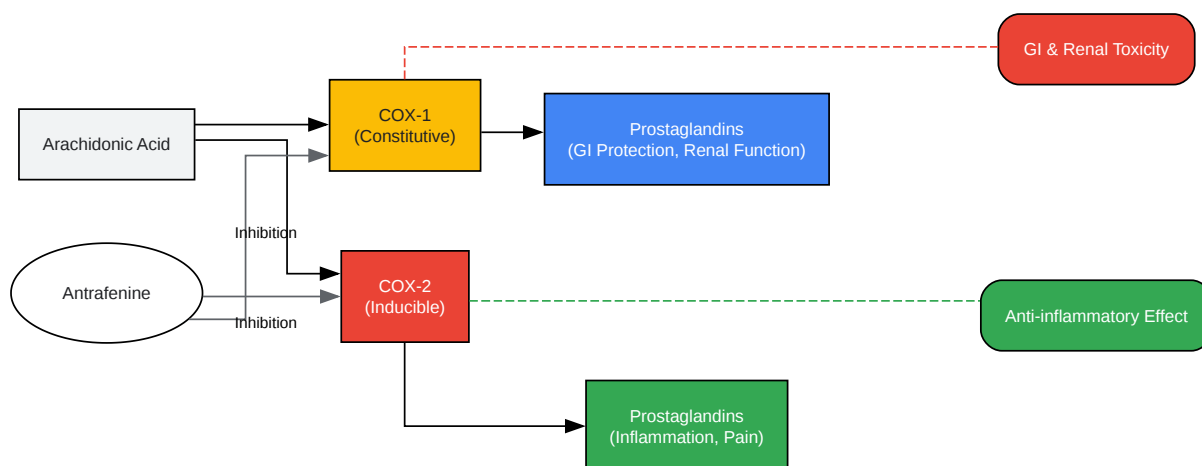 GI & Renal Toxicity
COX-1
(Constitutive)
Arachidonic Acid
Prostaglandins
(GI Protection, Renal Function)
Inhibition
Antrafenine
COX-2
(Inducible)
Inhibition
Anti-inflammatory Effect
Prostaglandins
(Inflammation, Pain)